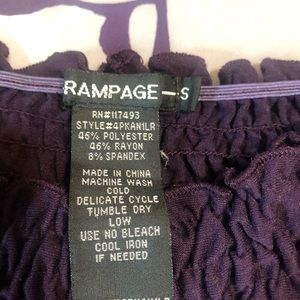 RAMPAGE—S
RN#117493
STYLE#4PKAN1LR
46% POLYESTER
46% RAYON
8% SPANDEX
MADE IN CHINA
MACHINE WASH
COLD
DELICATE CYCLE
TUMBLE DRY
LOW
USE NO BLEACH
COOL IRON
IF NEEDED